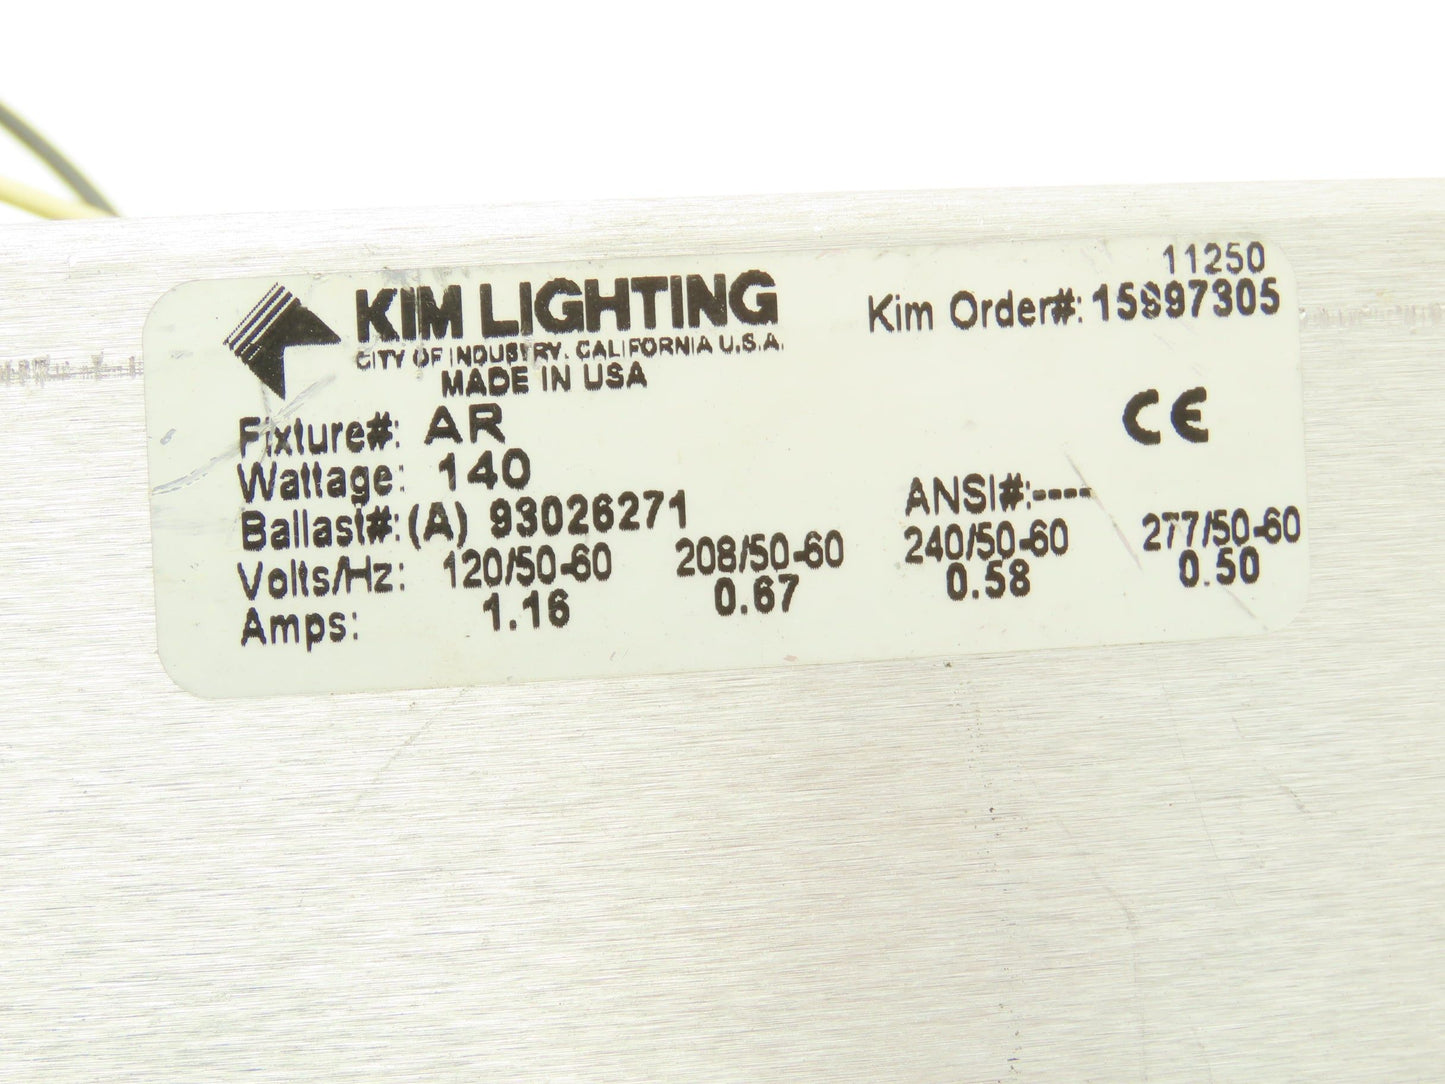 11250
KIM LIGHTING
Kim Order#: 15997305
CITY OF INDUSTRY, CALIFORNIA U.S.A.
MADE IN USA
Fixture#: AR
CE
Wattage: 140
ANSI#:----
Ballast#: (A) 93026271
Volts/Hz: 120/50-60 208/50-60 240/50-60 277/50-60
Amps: 1.16 0.67 0.58 0.50